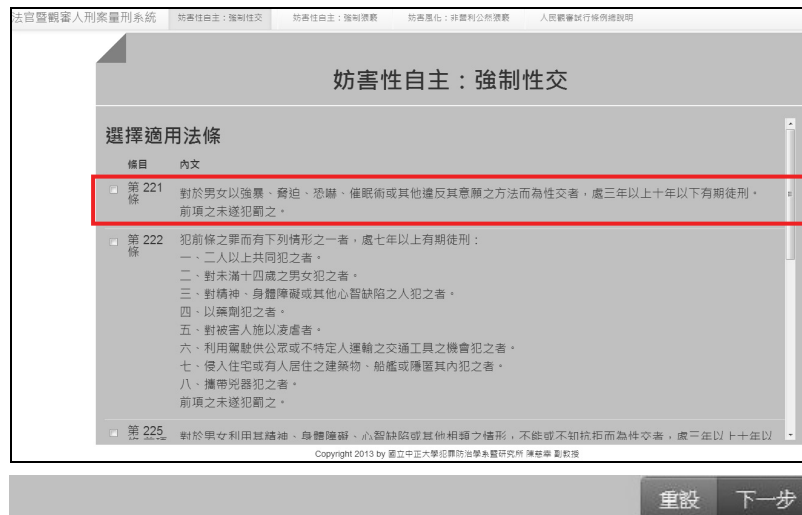 法官暨觀審人刑案量刑系統 妨害性自主：強制性交 妨害性自主：強制猥褻 妨害風化：非營利公然猥褻 人民觀審試行條例總說明
妨害性自主：強制性交
選擇適用法條
條目 內文
第 221 條 對於男女以強暴、脅迫、恐嚇、催眠術或其他違反其意願之方法而為性交者，處三年以上十年以下有期徒刑。
前項之未遂犯罰之。
第 222 條 犯前條之罪而有下列情形之一者，處七年以上有期徒刑：
一、二人以上共同犯之者。
二、對未滿十四歲之男女犯之者。
三、對精神、身體障礙或其他心智缺陷之人犯之者。
四、以藥劑犯之者。
五、對被害人施以凌虐者。
六、利用駕駛供公眾或不特定人運輸之交通工具之機會犯之者。
七、侵入住宅或有人居住之建築物、船艦或隱匿其內犯之者。
八、攜帶兇器犯之者。
前項之未遂犯罰之。
第 225 對於男女利用其精神、身體障礙、心智缺陷或其他相類之情形，不能或不知抗拒而為性交者，處三年以上十年以
Copyright 2013 by 國立中正大學犯罪防治學系暨研究所 陳慈幸 副教授
重設 下一步